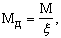 Mд = M/ξ,